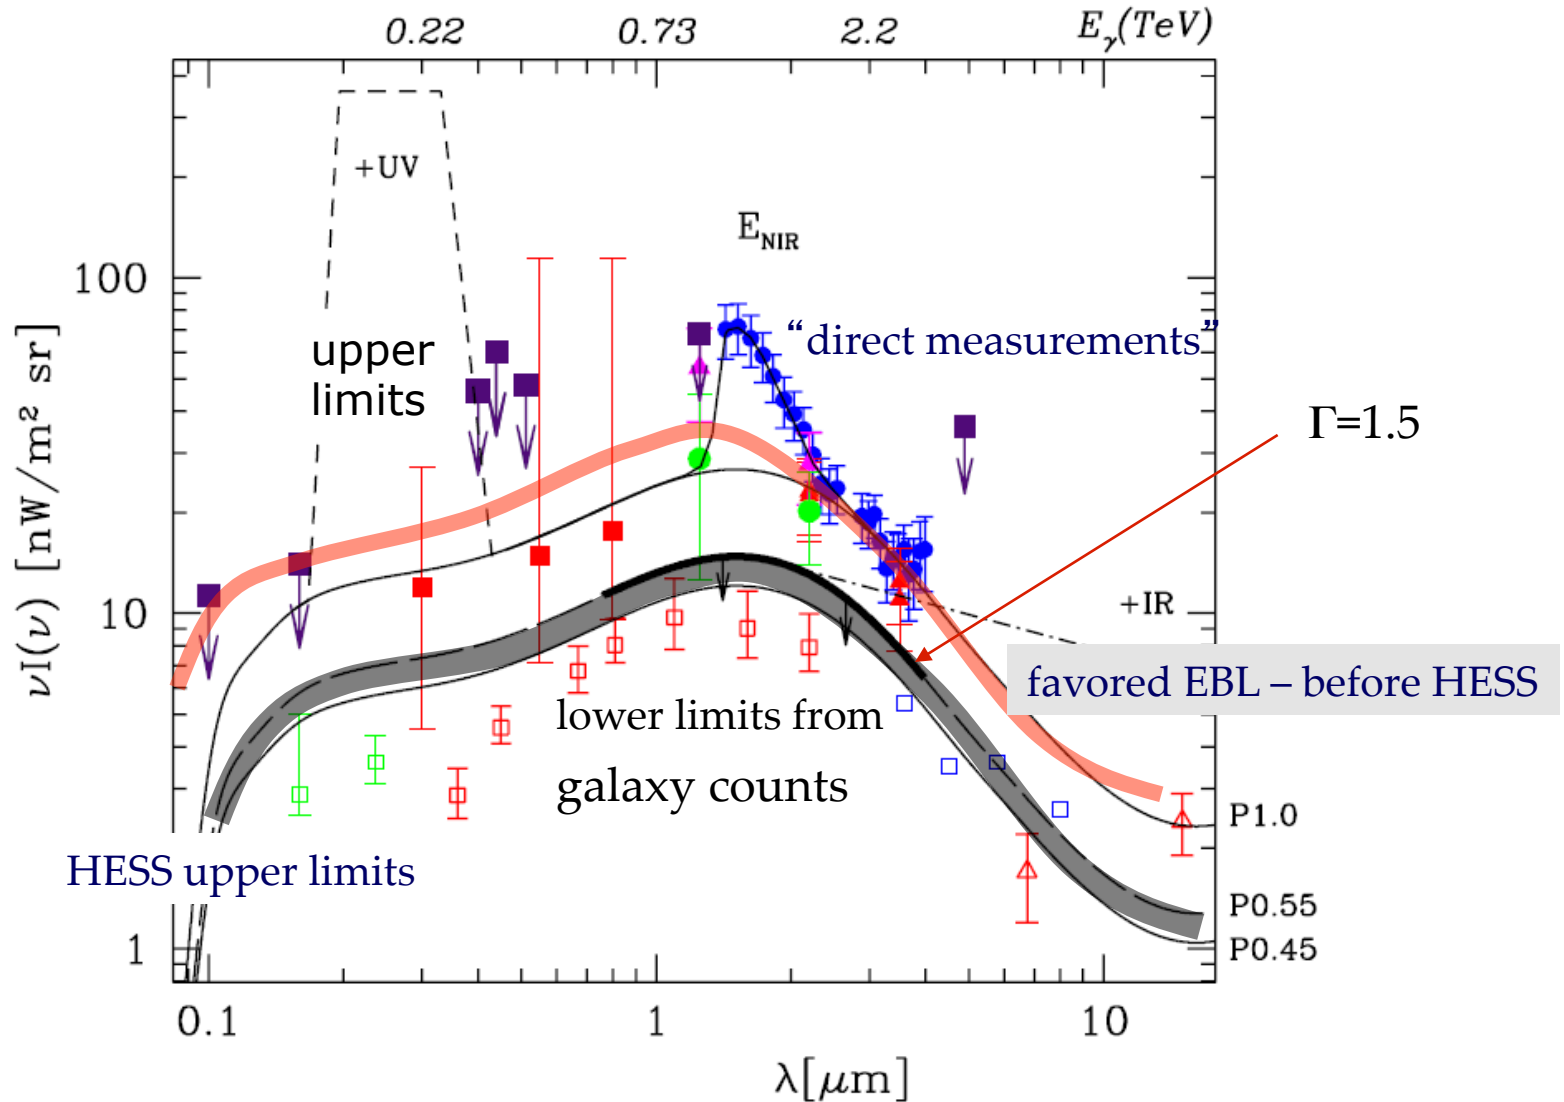 0.22 0.73 2.2 E_γ(TeV)
+UV
E_NIR
100
upper
limits
“direct measurements”
Γ=1.5
νI(ν) [nW/m² sr]
10
+IR
favored EBL – before HESS
lower limits from
galaxy counts
P1.0
HESS upper limits
P0.55
P0.45
1
0.1 1 10
λ[μm]